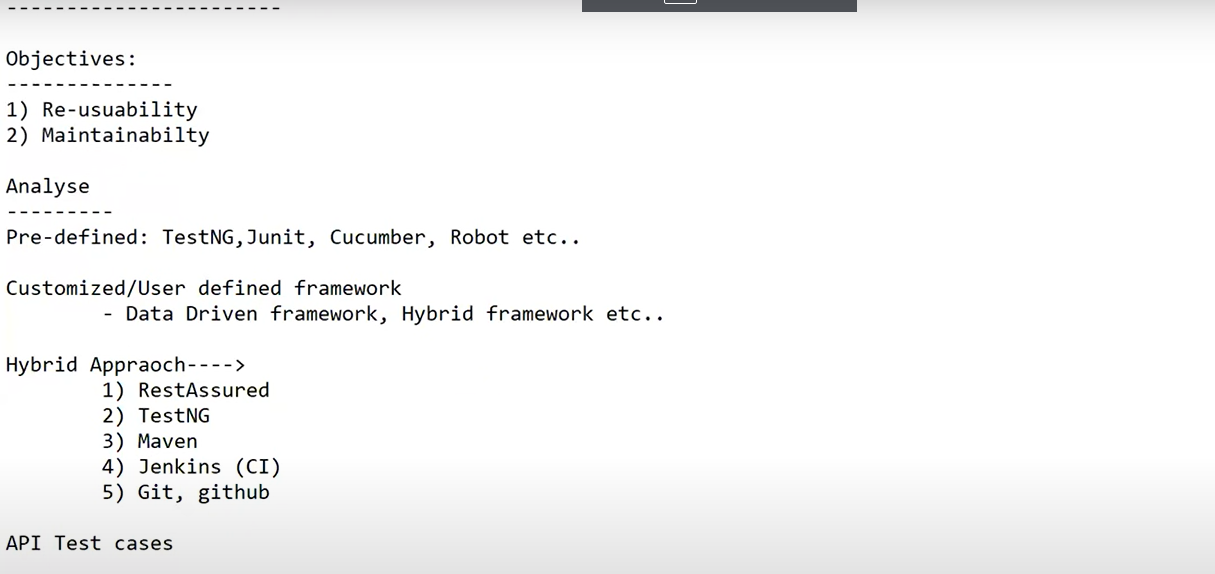 -----------------------
Objectives:
--------------
1) Re-usuability
2) Maintainabilty
Analyse
---------
Pre-defined: TestNG,Junit, Cucumber, Robot etc..
Customized/User defined framework
- Data Driven framework, Hybrid framework etc..
Hybrid Appraoch---->
1) RestAssured
2) TestNG
3) Maven
4) Jenkins (CI)
5) Git, github
API Test cases